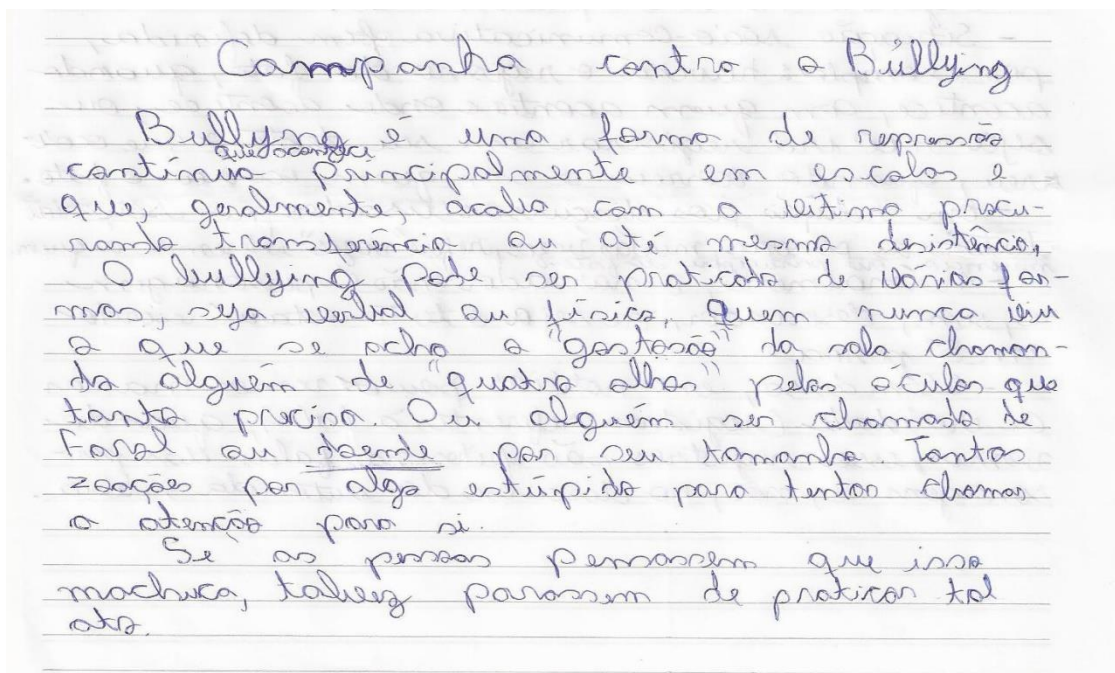 Campanha contra o Bullying
Bullyng é uma forma de repressão
contínua que acontece principalmente em escolas e
que, geralmente, acaba com a vítima procu-
rando transferência ou até mesmo desistência.
O bullying pode ser praticado de várias for-
mas, seja verbal ou física. Quem nunca viu
o que se acha o "gostosão" da sala chaman-
do alguém de "quatro olhos" pelos óculos que
tanto precisa. Ou alguém ser chamado de
Farol ou duende por seu tamanho. Tantas
zoações por algo estúpido para tentar chamar
a atenção para si.
Se as pessoas pensassem que isso
machuca, talvez parassem de praticar tal
ato.